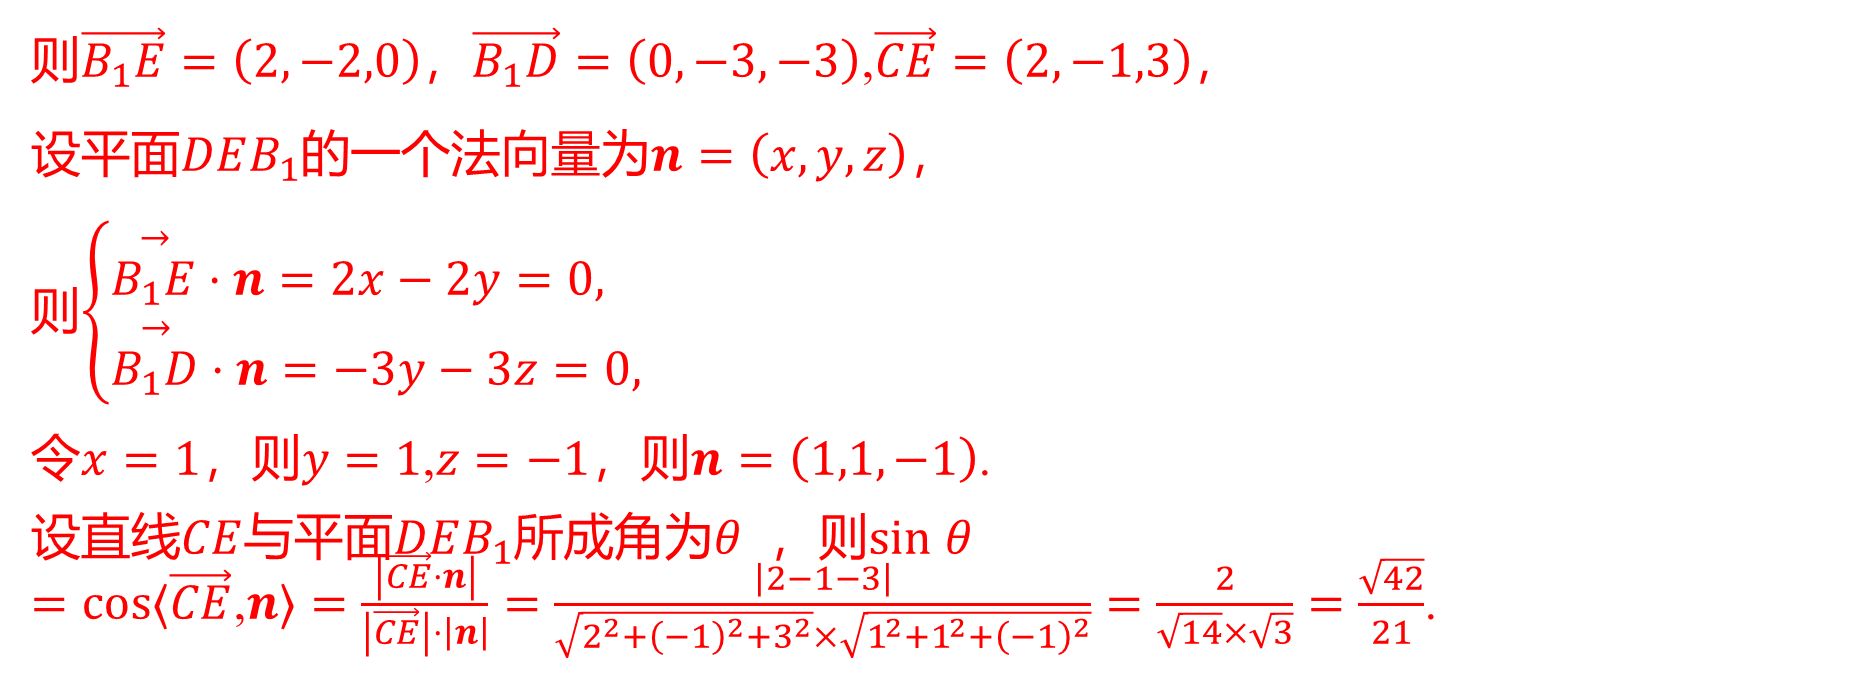 则$\overrightarrow{B_1E}=(2,-2,0)$，$\overrightarrow{B_1D}=(0,-3,-3)$,$\overrightarrow{CE}=(2,-1,3)$，
设平面$DEB_1$的一个法向量为$\boldsymbol{n}=(x,y,z)$，
则$\begin{cases}\overrightarrow{B_1E}\cdot\boldsymbol{n}=2x-2y=0,\\ \overrightarrow{B_1D}\cdot\boldsymbol{n}=-3y-3z=0,\end{cases}$
令$x=1$，则$y=1$,$z=-1$，则$\boldsymbol{n}=(1,1,-1)$.
设直线$CE$与平面$DEB_1$所成角为$\theta$ ，则$\sin\theta$
$=\cos\langle\overrightarrow{CE},\boldsymbol{n}\rangle=\frac{|\overrightarrow{CE}\cdot\boldsymbol{n}|}{|\overrightarrow{CE}|\cdot|\boldsymbol{n}|}=\frac{|2-1-3|}{\sqrt{2^2+(-1)^2+3^2}\times\sqrt{1^2+1^2+(-1)^2}}=\frac{2}{\sqrt{14}\times\sqrt{3}}=\frac{\sqrt{42}}{21}$.